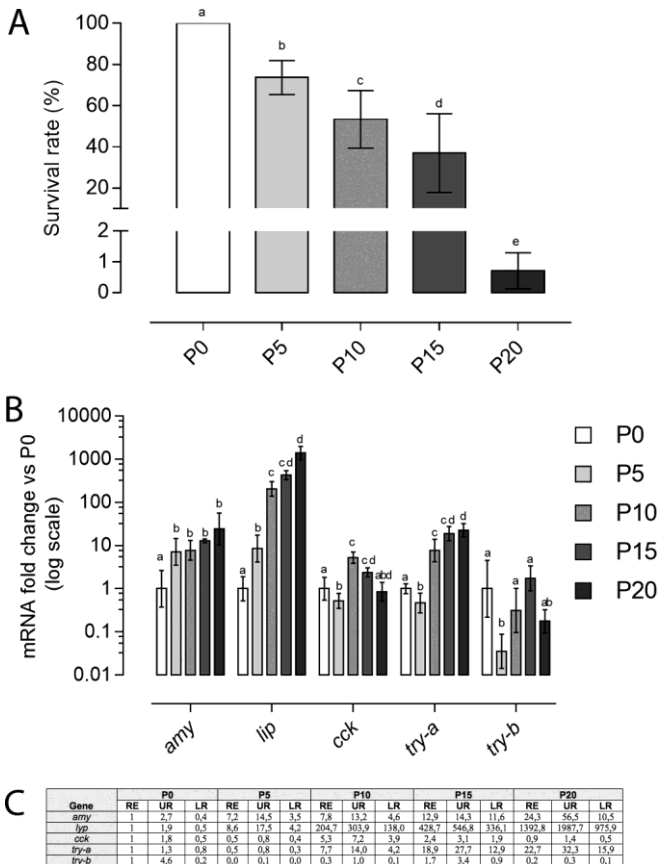 A
Survival rate (%)
100
80
60
40
20
2
1
0
a
b
c
d
e
P0
P5
P10
P15
P20
B
mRNA fold change vs P0
(log scale)
10000
1000
100
10
1
0.1
0.01
a b b b b
a b c cd d
a b c cd abd
a b c cd d
a b a a ab
amy
lip
cck
try-a
try-b
P0
P5
P10
P15
P20
C
P0 P5 P10 P15 P20
Gene RE UR LR RE UR LR RE UR LR RE UR LR RE UR LR
amy 1 2,7 0,4 7,2 14,5 3,5 7,8 13,2 4,6 12,9 14,3 11,6 24,3 56,5 10,5
lyp 1 1,9 0,5 8,6 17,5 4,2 204,7 303,9 138,0 428,7 546,8 336,1 1392,8 1987,7 975,9
cck 1 1,8 0,5 0,5 0,8 0,4 5,3 7,2 3,9 2,4 3,1 1,9 0,9 1,4 0,5
try-a 1 1,3 0,8 0,5 0,8 0,3 7,7 14,0 4,2 18,9 27,7 12,9 22,7 32,3 15,9
try-b 1 4,6 0,2 0,0 0,1 0,0 0,3 1,0 0,1 1,7 3,4 0,9 0,2 0,3 0,1